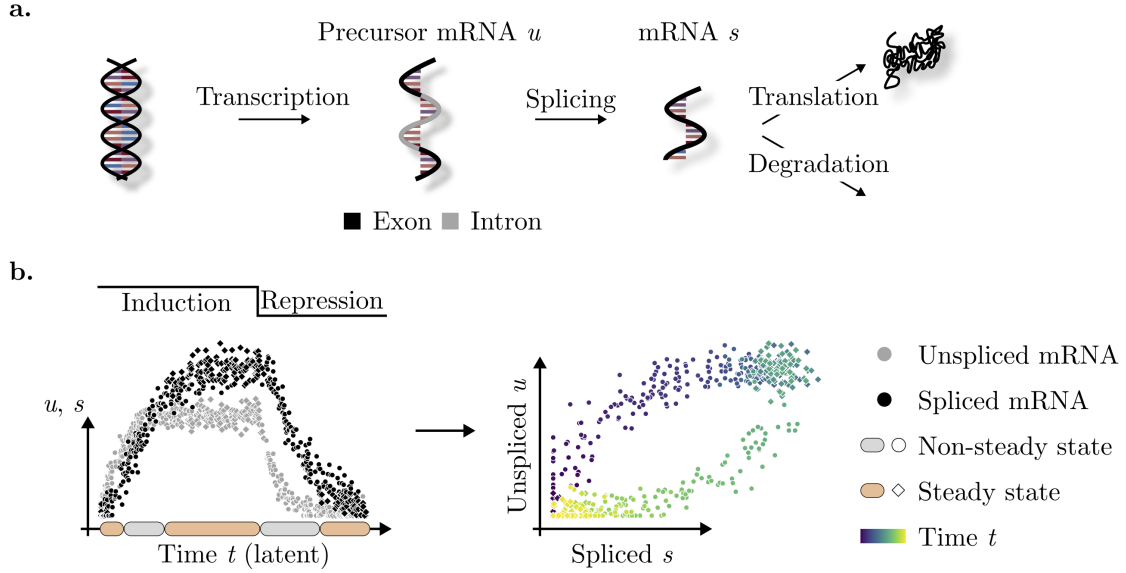 a.
Precursor mRNA u
mRNA s
Transcription
Splicing
Translation
Degradation
Exon
Intron
b.
Induction
Repression
u, s
Time t (latent)
Unspliced u
Spliced s
Unspliced mRNA
Spliced mRNA
Non-steady state
Steady state
Time t